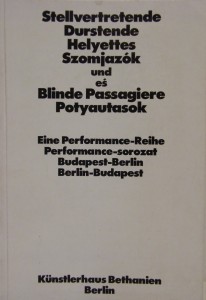 Stellvertretende
Durstende
Helyettes
Szomjazók
und
eś
Blinde Passagiere
Potyautasok
Eine Performance-Reihe
Performance-sorozat
Budapest-Berlin
Berlin-Budapest
Künstlerhaus Bethanien
Berlin